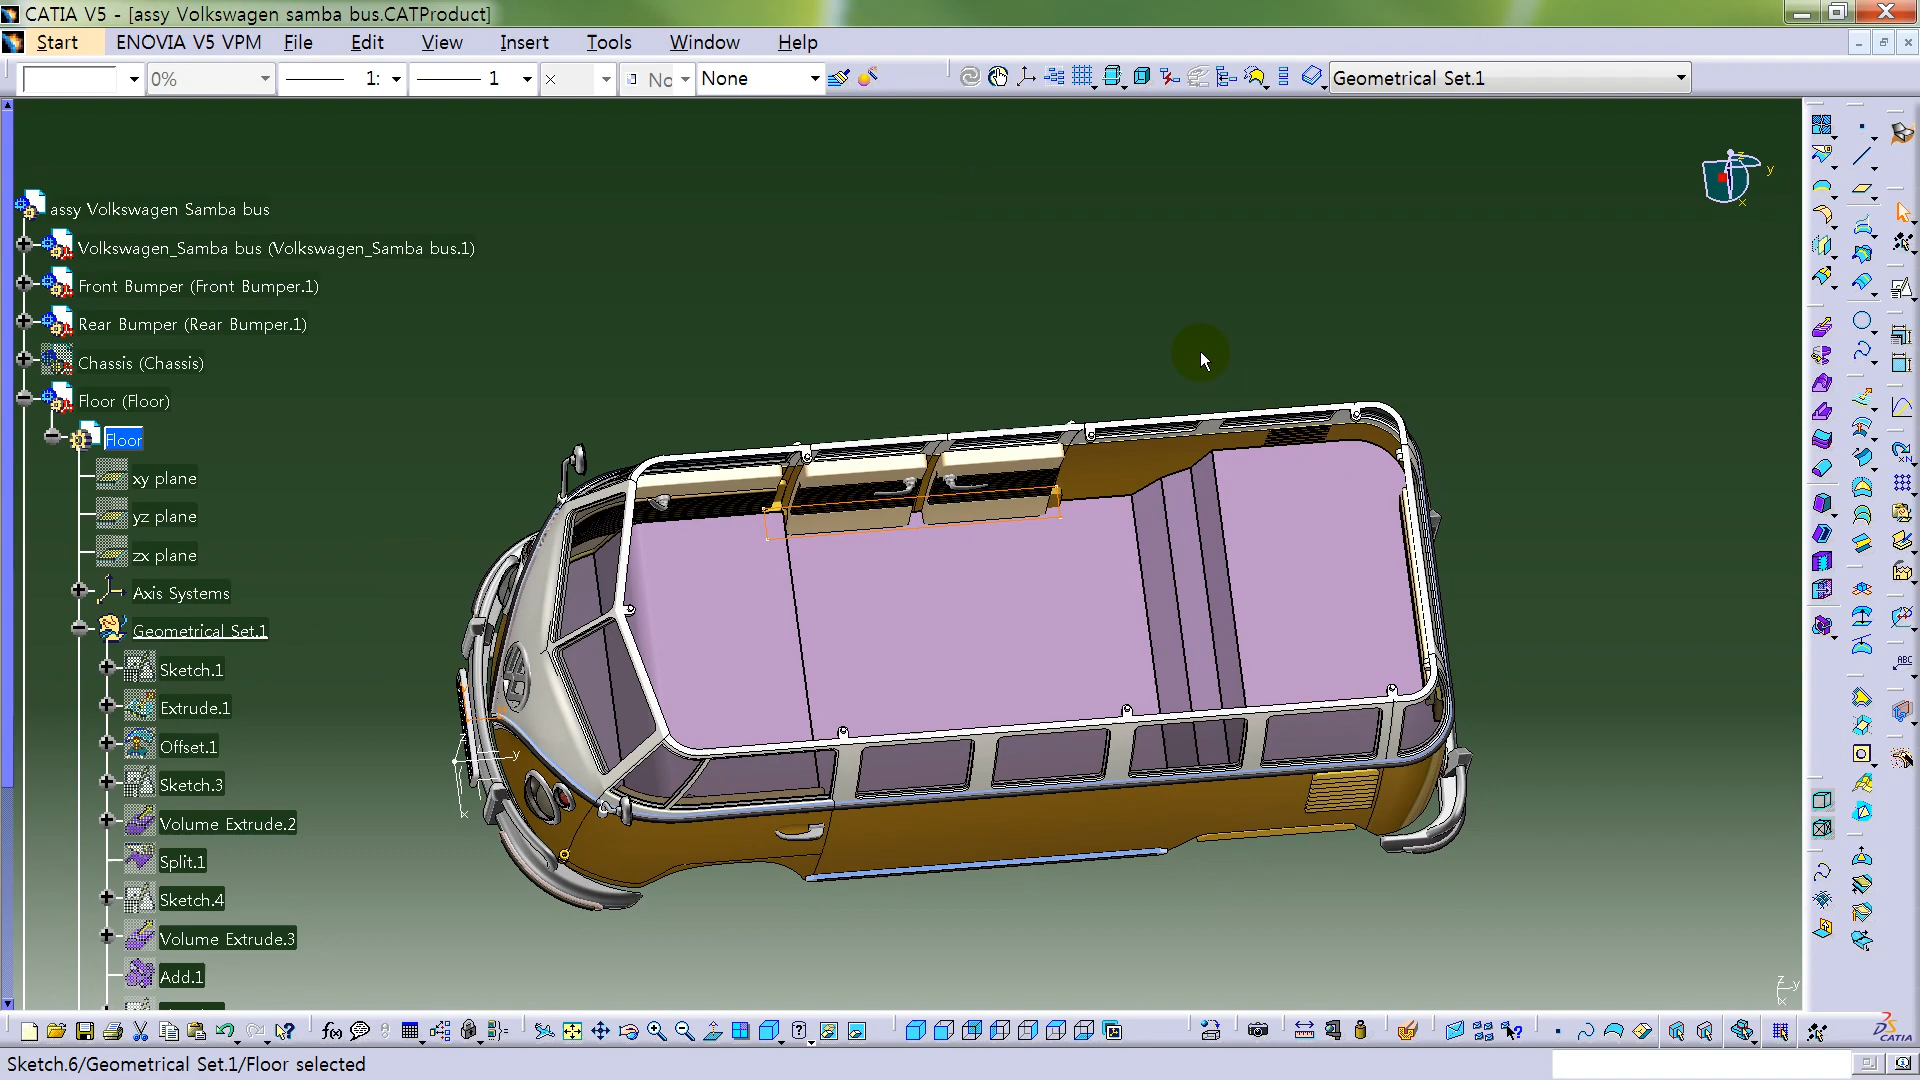 CATIA V5 - [assy Volkswagen samba bus.CATProduct]
Start ENOVIA V5 VPM File Edit View Insert Tools Window Help
0% 1: 1 No None Geometrical Set.1
assy Volkswagen Samba bus
Volkswagen_Samba bus (Volkswagen_Samba bus.1)
Front Bumper (Front Bumper.1)
Rear Bumper (Rear Bumper.1)
Chassis (Chassis)
Floor (Floor)
Floor
xy plane
yz plane
zx plane
Axis Systems
Geometrical Set.1
Sketch.1
Extrude.1
Offset.1
Sketch.3
Volume Extrude.2
Split.1
Sketch.4
Volume Extrude.3
Add.1
z
y
x
z
y
x
z
y
x
ABC
f(x)
CATIA
Sketch.6/Geometrical Set.1/Floor selected